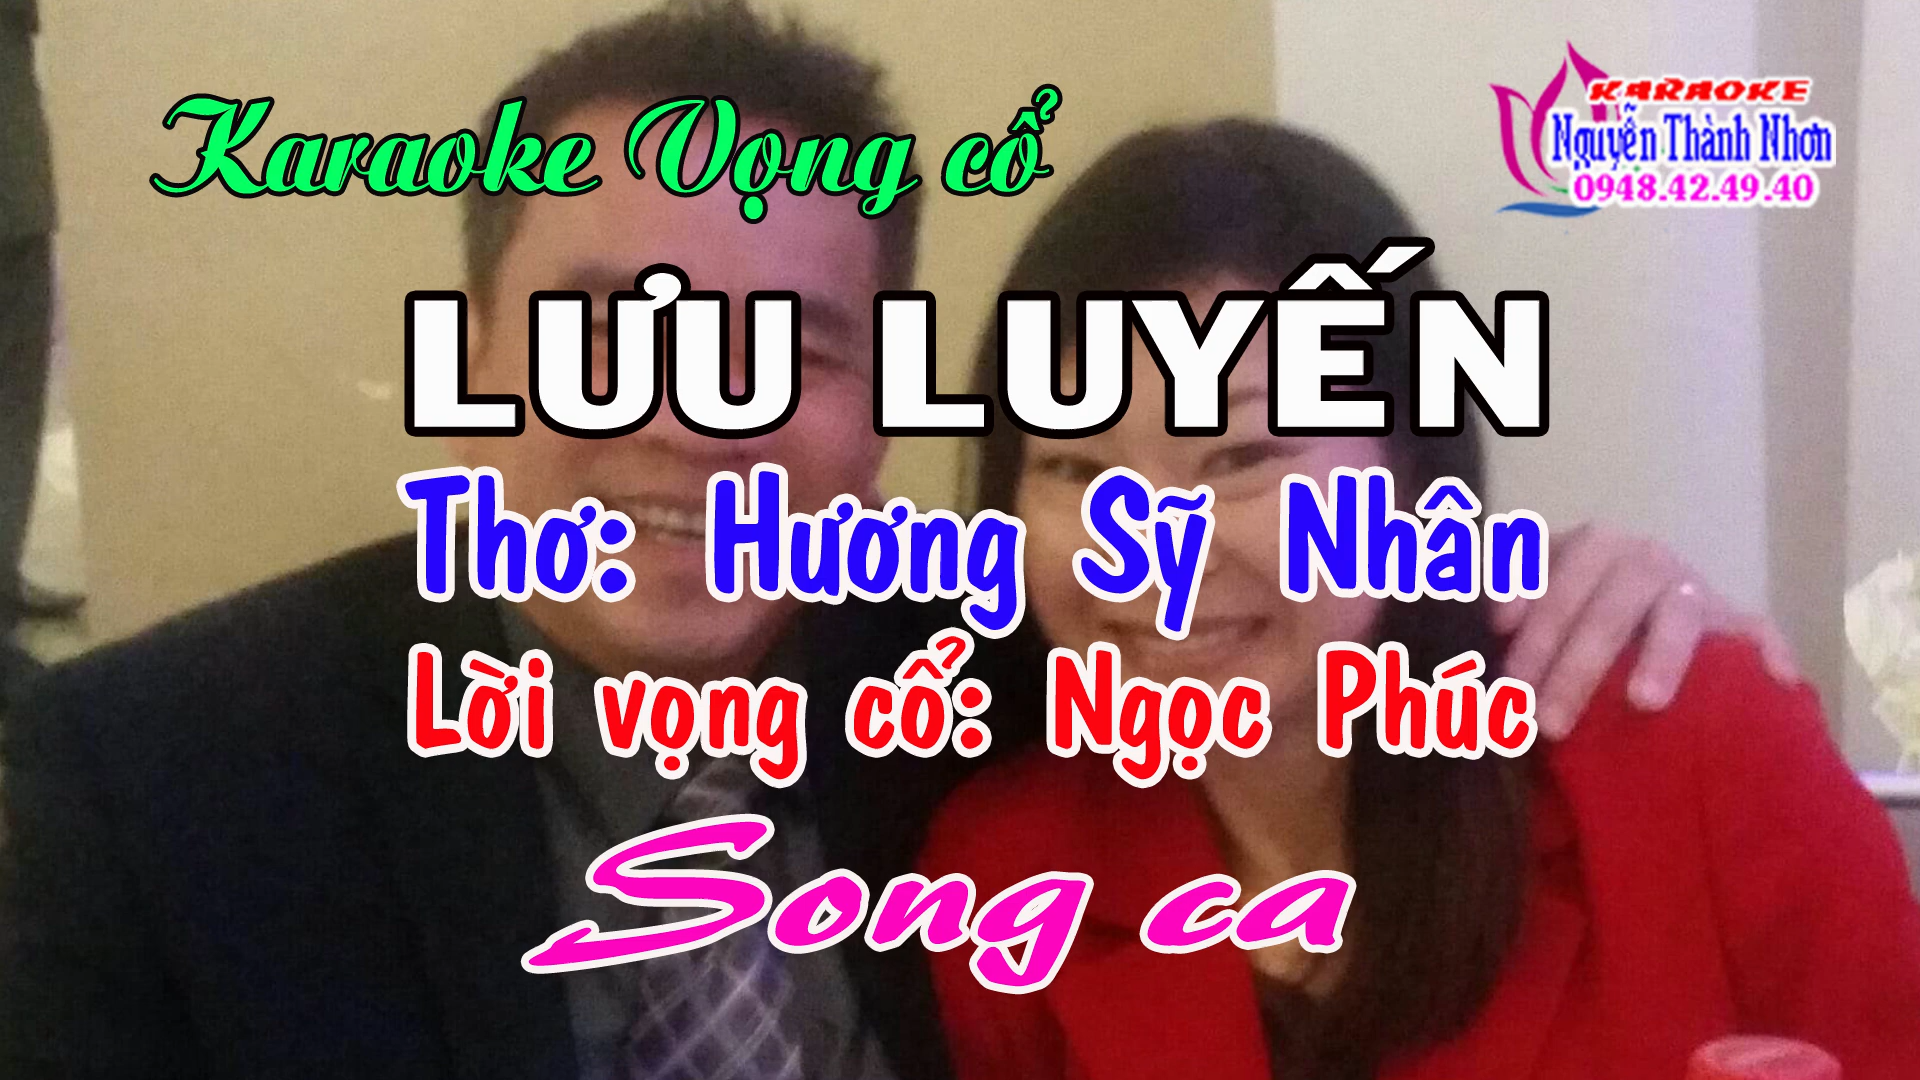 Karaoke Vọng cổ
KARAOKE
Nguyễn Thành Nhơn
0948.42.49.40
LƯU LUYẾN
Thơ: Hương Sỹ Nhân
Lời vọng cổ: Ngọc Phúc
Song ca